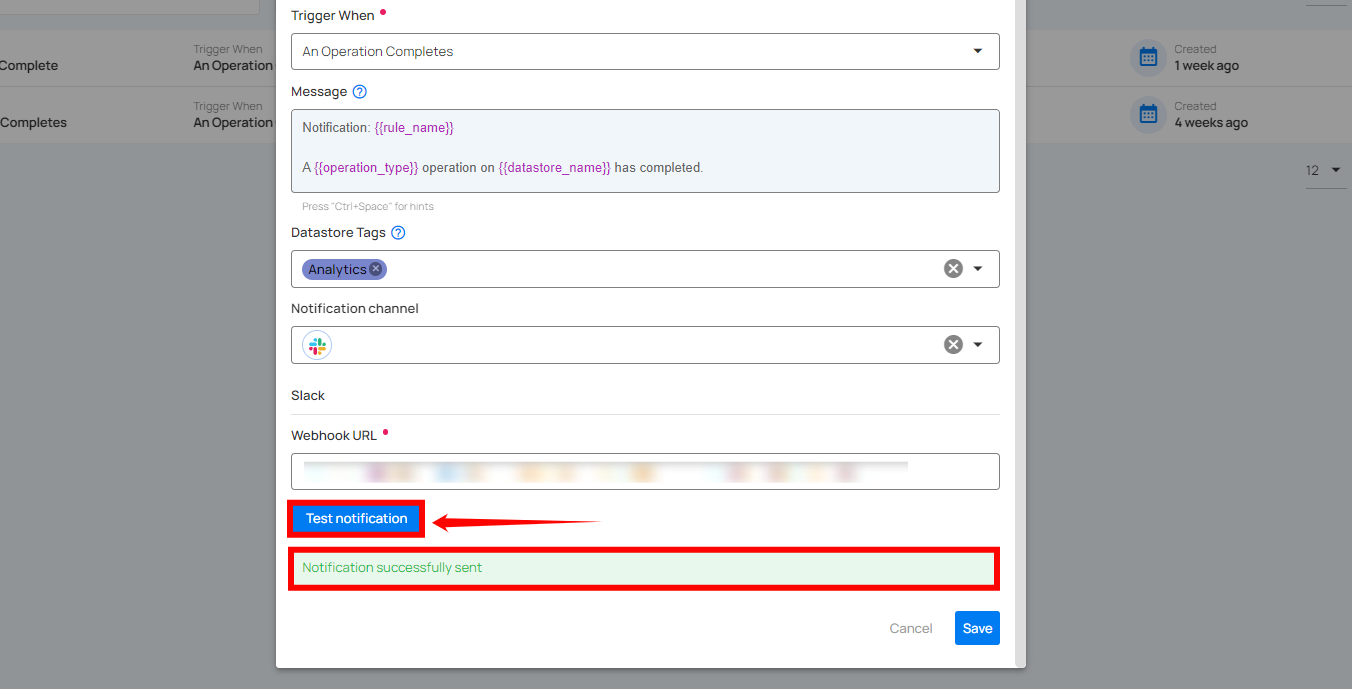 Trigger When
An Operation Completes
Trigger When
Complete
An Operation
Created
1 week ago
Message
Trigger When
Completes
An Operation
Created
4 weeks ago
Notification: {{rule_name}}
A {{operation_type}} operation on {{datastore_name}} has completed.
12
Press "Ctrl+Space" for hints
Datastore Tags
Analytics
Notification channel
Slack
Webhook URL
Test notification
Notification successfully sent
Cancel
Save